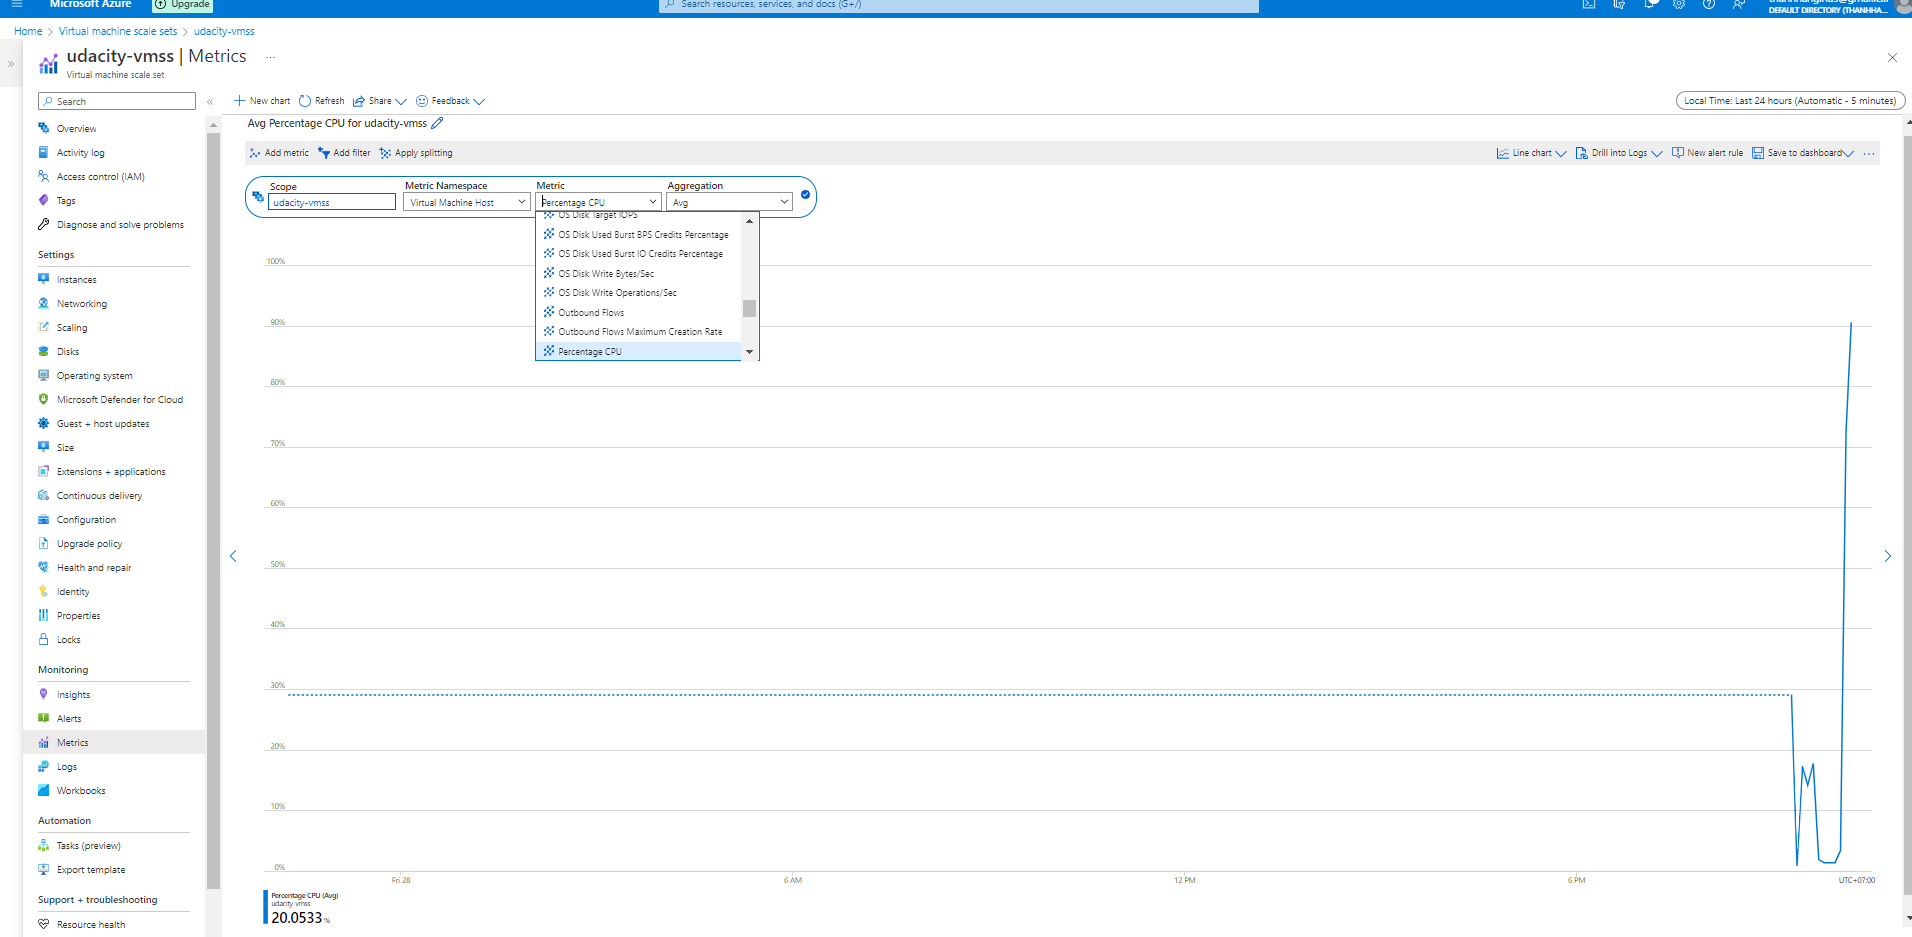 Microsoft Azure
Upgrade
Search resources, services, and docs (G+/)
DEFAULT DIRECTORY (THANHHA...
Home > Virtual machine scale sets > udacity-vmss
udacity-vmss | Metrics ...
Virtual machine scale set
Search
New chart Refresh Share Feedback
Local Time: Last 24 hours (Automatic - 5 minutes)
Overview
Activity log
Access control (IAM)
Tags
Diagnose and solve problems
Settings
Instances
Networking
Scaling
Disks
Operating system
Microsoft Defender for Cloud
Guest + host updates
Size
Extensions + applications
Continuous delivery
Configuration
Upgrade policy
Health and repair
Identity
Properties
Locks
Monitoring
Insights
Alerts
Metrics
Logs
Workbooks
Automation
Tasks (preview)
Export template
Support + troubleshooting
Resource health
Avg Percentage CPU for udacity-vmss
Add metric Add filter Apply splitting
Line chart Drill into Logs New alert rule Save to dashboard ...
Scope Metric Namespace Metric Aggregation
udacity-vmss Virtual Machine Host Percentage CPU Avg
OS Disk Target IOPS
OS Disk Used Burst BPS Credits Percentage
OS Disk Used Burst IO Credits Percentage
OS Disk Write Bytes/Sec
OS Disk Write Operations/Sec
Outbound Flows
Outbound Flows Maximum Creation Rate
Percentage CPU
100%
90%
80%
70%
60%
50%
40%
30%
20%
10%
0%
Fri 28 6 AM 12 PM 6 PM UTC+07:00
Percentage CPU (Avg)
udacity-vmss
20.0533 %